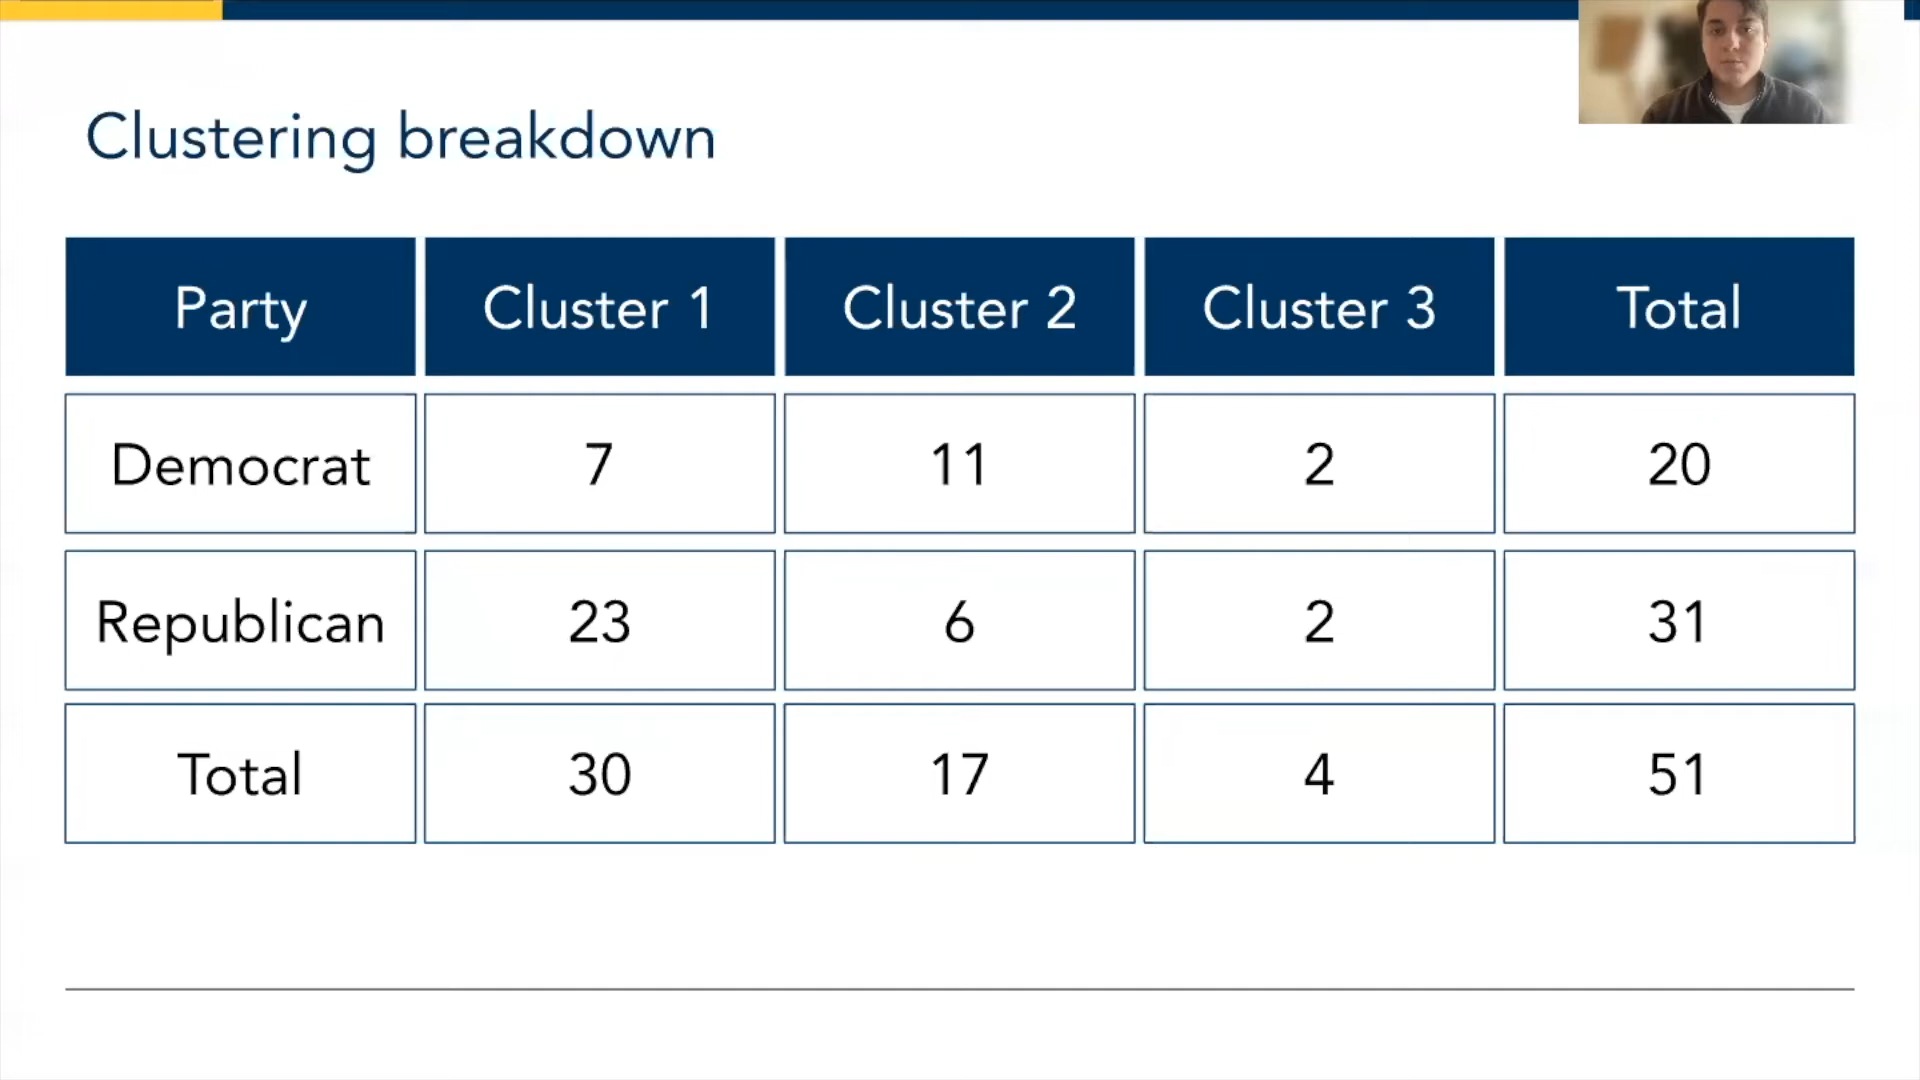 Clustering breakdown
Party Cluster 1 Cluster 2 Cluster 3 Total
Democrat 7 11 2 20
Republican 23 6 2 31
Total 30 17 4 51